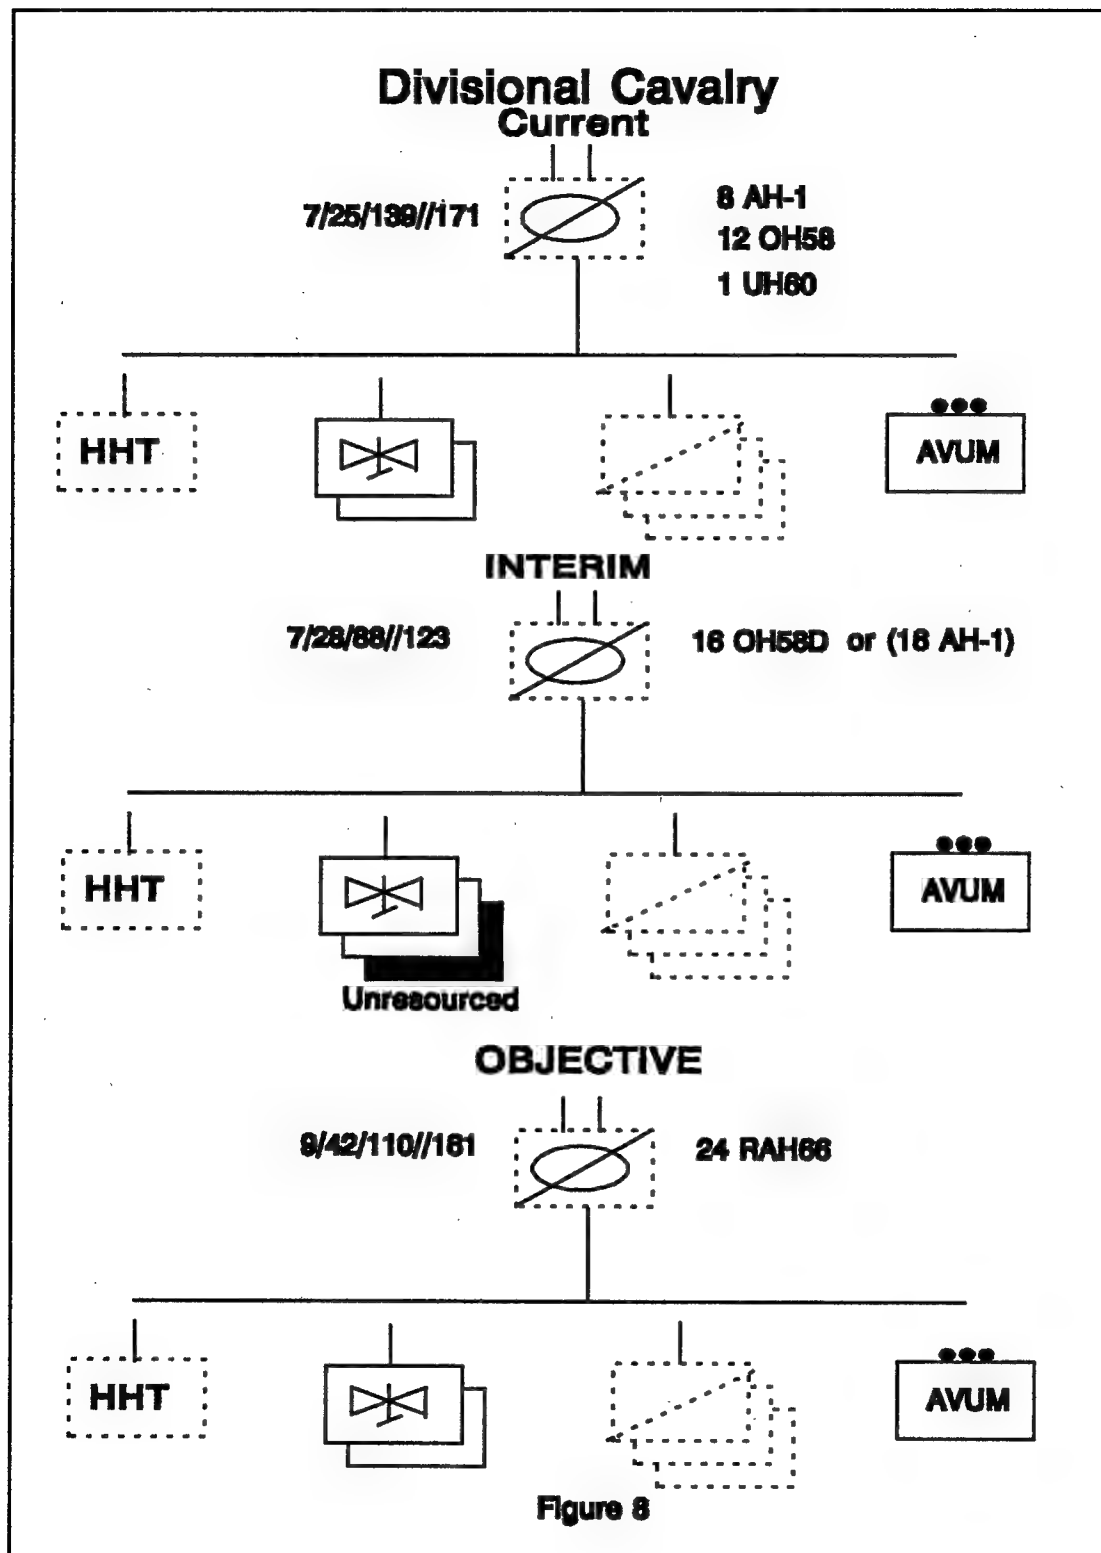 Divisional Cavalry
Current
7/25/139//171
8 AH-1
12 OH58
1 UH60
HHT
AVUM
INTERIM
7/28/88//123
16 OH58D or (18 AH-1)
HHT
AVUM
Unresourced
OBJECTIVE
9/42/110//161
24 RAH66
HHT
AVUM
Figure 8